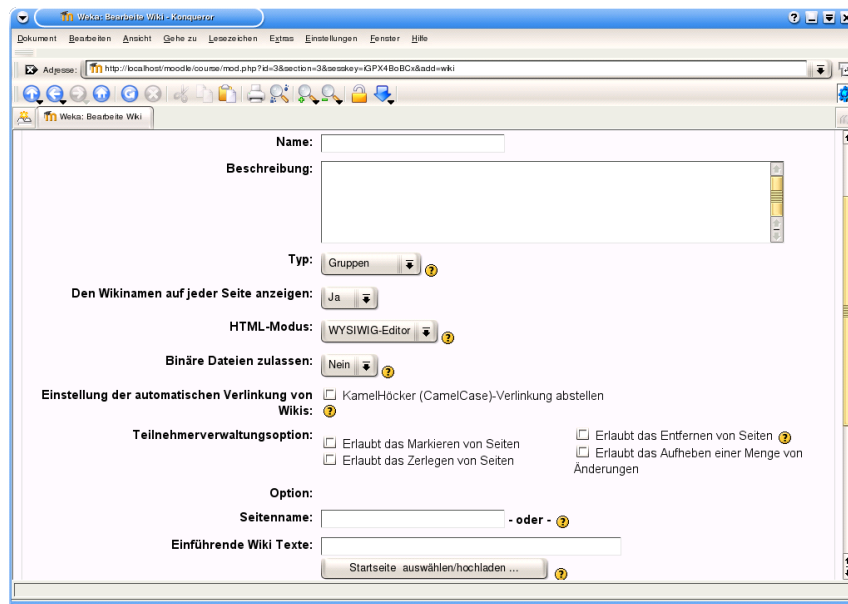 Weka: Bearbeite Wiki - Konqueror
Dokument Bearbeiten Ansicht Gehe zu Lesezeichen Extras Einstellungen Fenster Hilfe
Adresse: http://localhost/moodle/course/mod.php?id=3&section=3&sesskey=iGPX4BoBCx&add=wiki
Weka: Bearbeite Wiki
Name:
Beschreibung:
Typ: Gruppen
Den Wikinamen auf jeder Seite anzeigen: Ja
HTML-Modus: WYSIWIG-Editor
Binäre Dateien zulassen: Nein
Einstellung der automatischen Verlinkung von Wikis: KamelHöcker (CamelCase)-Verlinkung abstellen
Teilnehmerverwaltungsoption:
Erlaubt das Markieren von Seiten
Erlaubt das Zerlegen von Seiten
Erlaubt das Entfernen von Seiten
Erlaubt das Aufheben einer Menge von
Änderungen
Option:
Seitenname: - oder -
Einführende Wiki Texte:
Startseite auswählen/hochladen ...